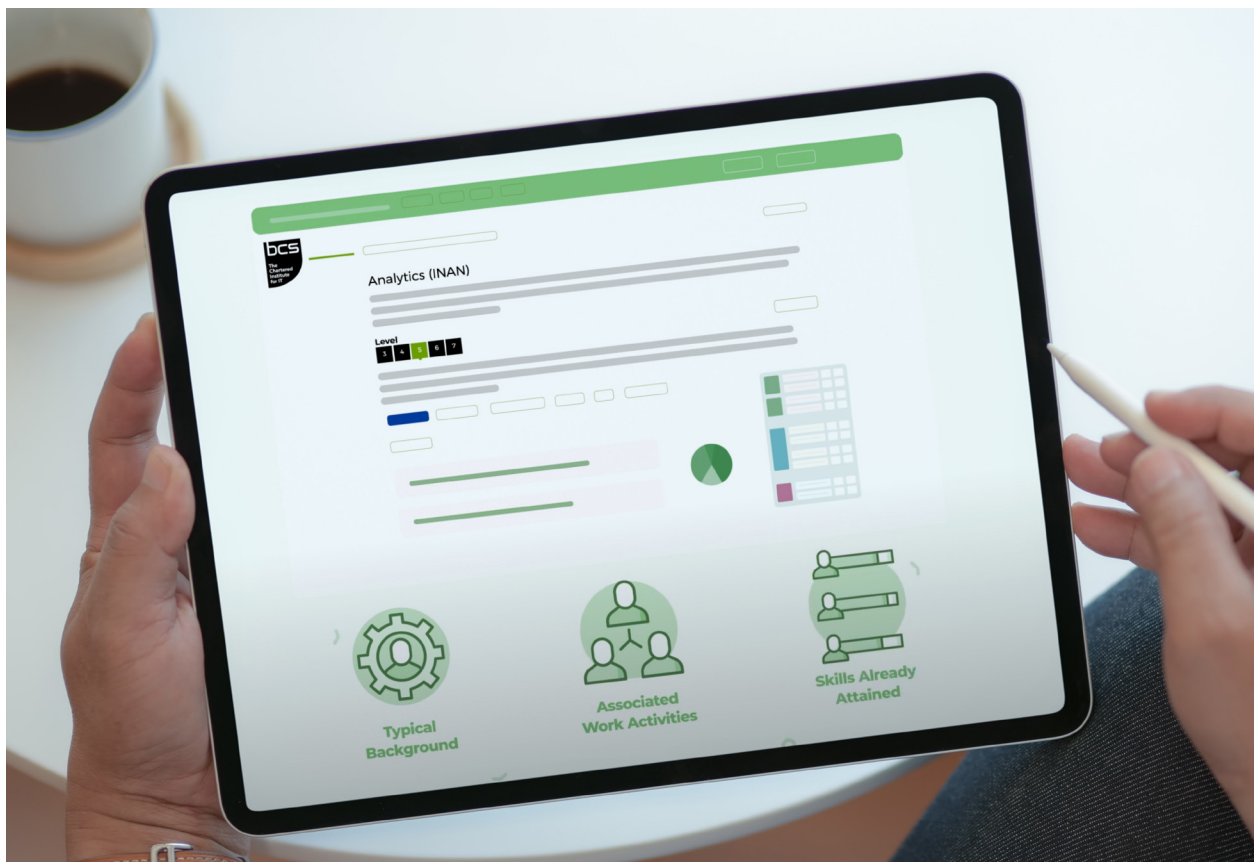 bcs
The
Chartered
Institute
for IT
Analytics (INAN)
Level
3 4 5 6 7
Typical
Background
Associated
Work Activities
Skills Already
Attained